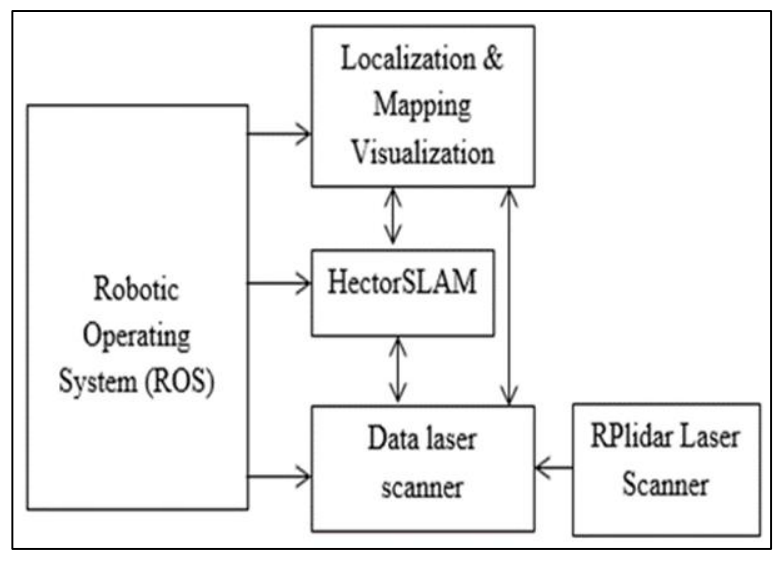 Localization &
Mapping
Visualization
Robotic
Operating
System (ROS)
HectorSLAM
Data laser
scanner
RPlidar Laser
Scanner